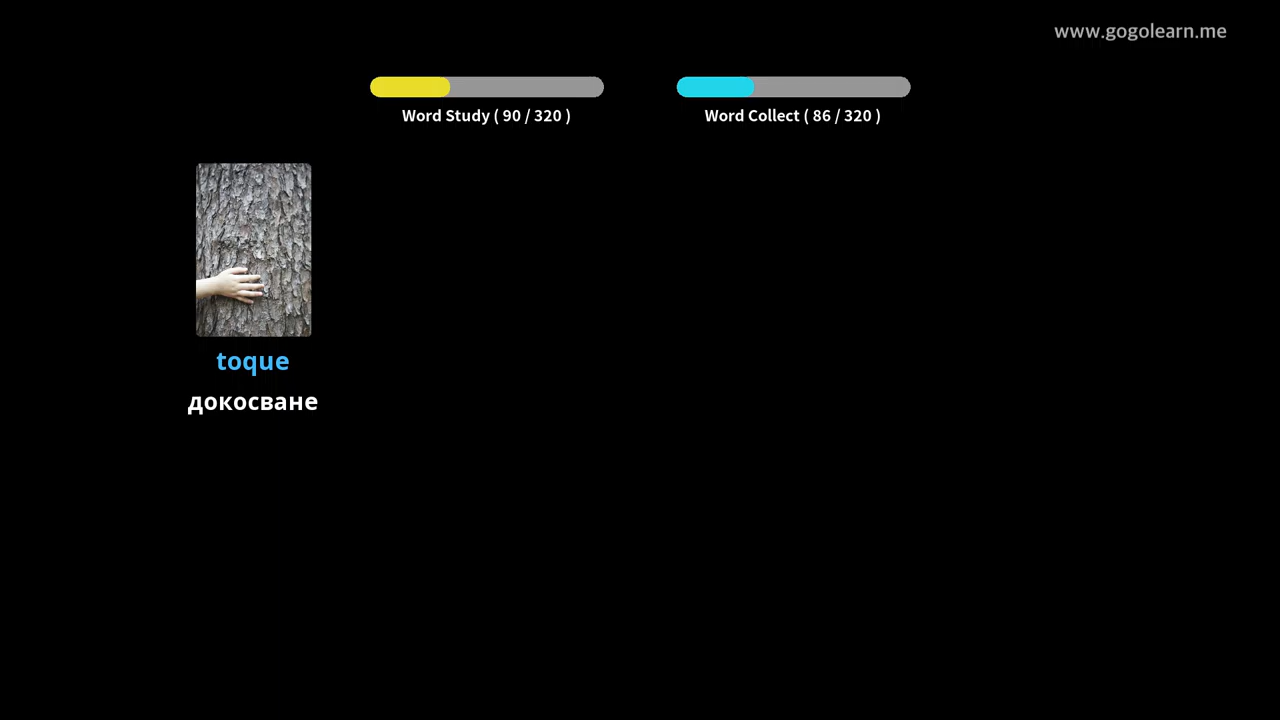 www.gogolearn.me
Word Study ( 90 / 320 )
Word Collect ( 86 / 320 )
toque
докосване